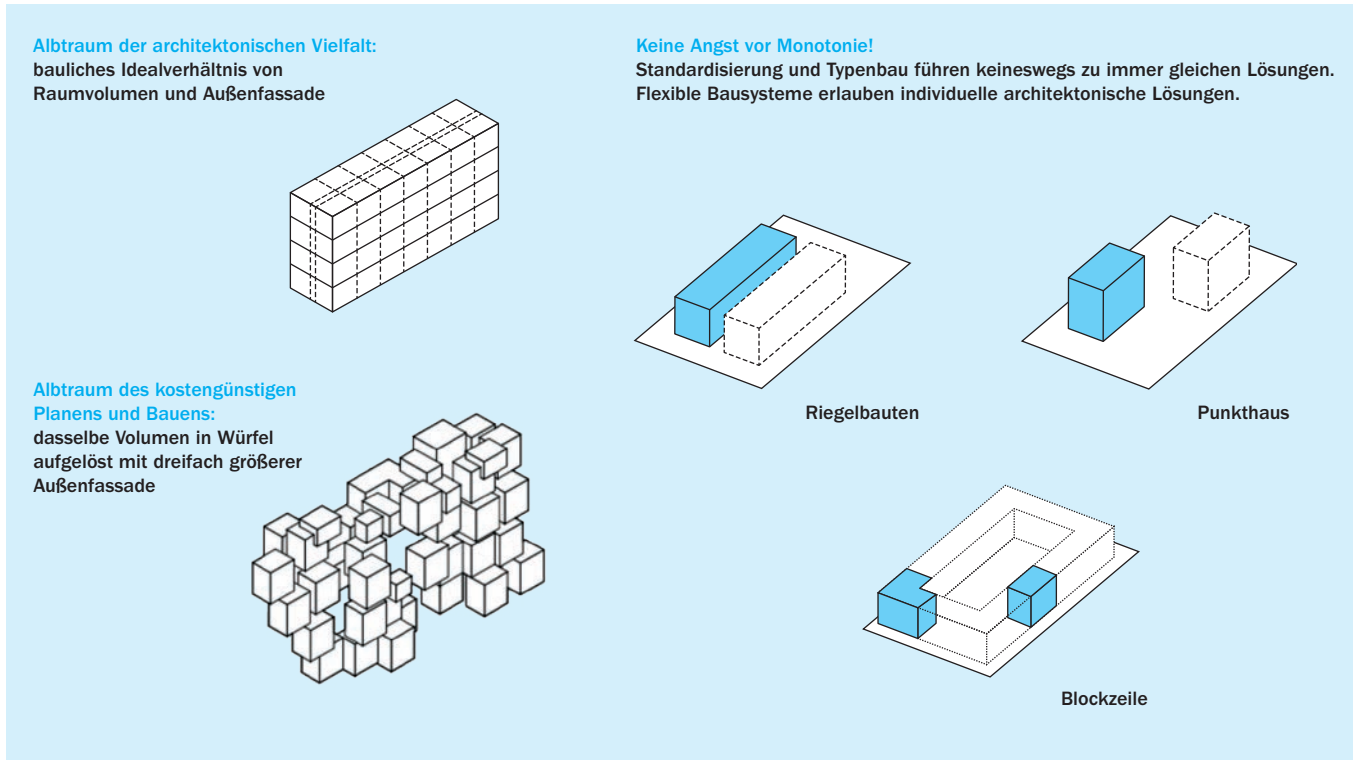 Albtraum der architektonischen Vielfalt:
bauliches Idealverhältnis von
Raumvolumen und Außenfassade
Albtraum des kostengünstigen
Planens und Bauens:
dasselbe Volumen in Würfel
aufgelöst mit dreifach größerer
Außenfassade
Keine Angst vor Monotonie!
Standardisierung und Typenbau führen keineswegs zu immer gleichen Lösungen.
Flexible Bausysteme erlauben individuelle architektonische Lösungen.
Riegelbauten
Punkthaus
Blockzeile